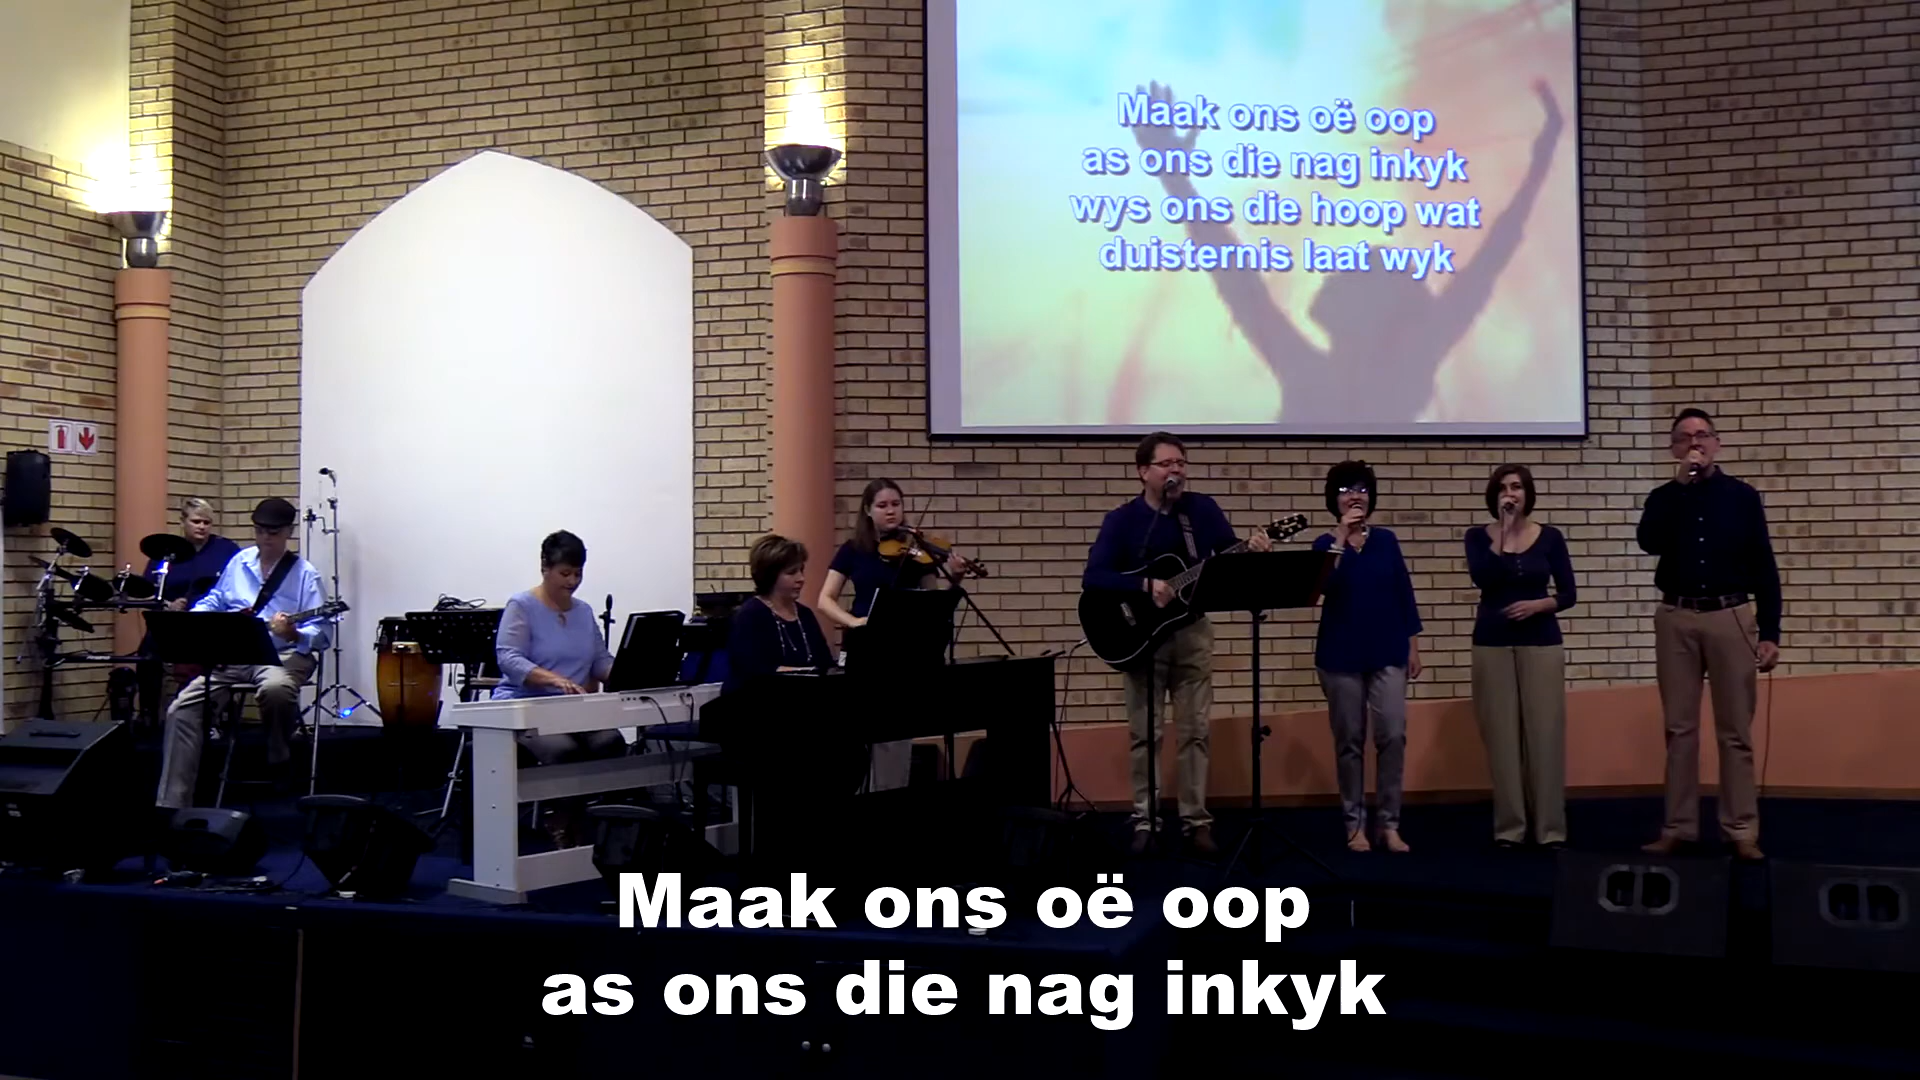 Maak ons oë oop
as ons die nag inkyk
wys ons die hoop wat
duisternis laat wyk
Maak ons oë oop
as ons die nag inkyk